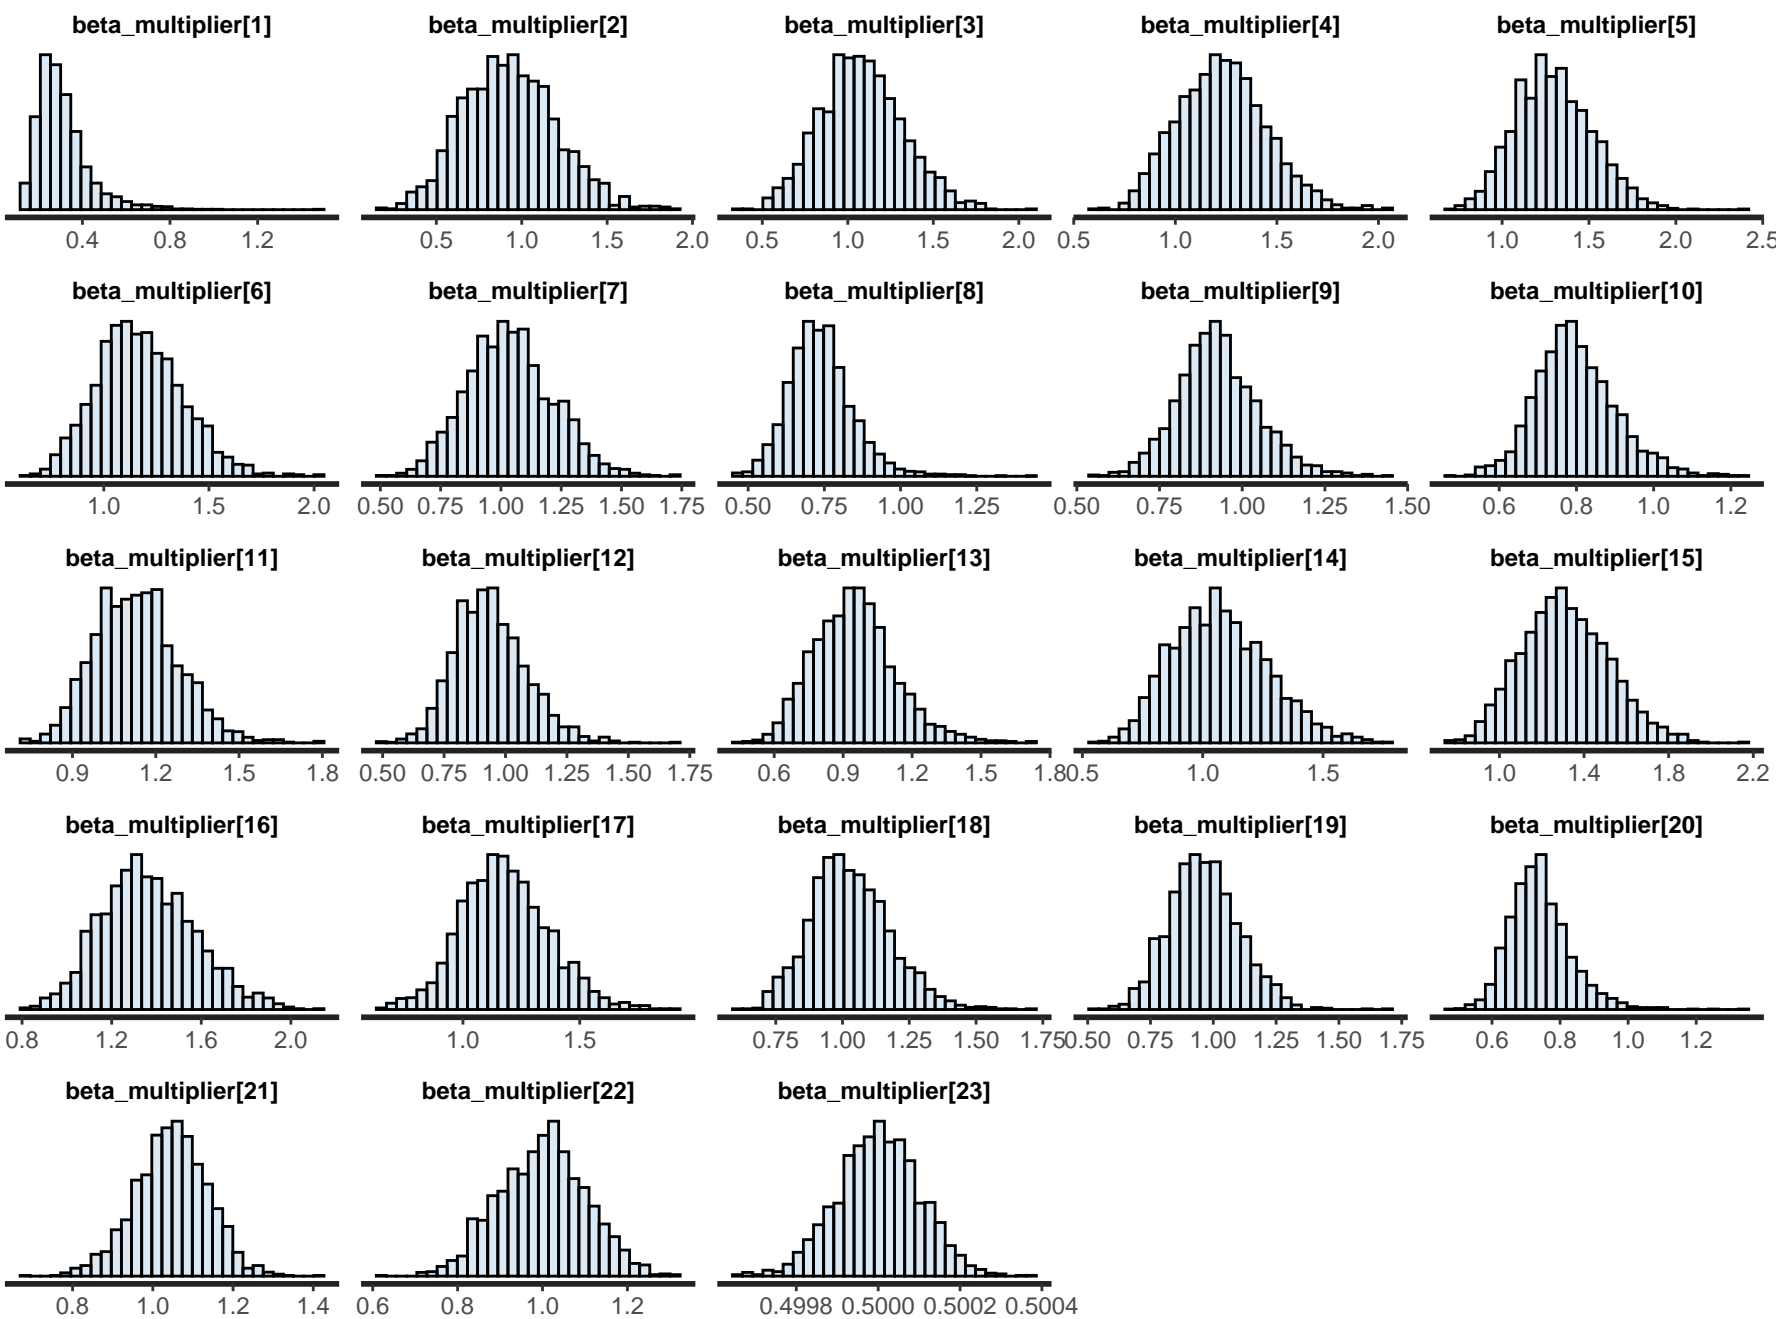 beta_multiplier[1] beta_multiplier[2] beta_multiplier[3] beta_multiplier[4] beta_multiplier[5]
0.4 0.8 1.2 0.5 1.0 1.5 2.0 0.5 1.0 1.5 2.0 0.5 1.0 1.5 2.0 1.0 1.5 2.0 2.5
beta_multiplier[6] beta_multiplier[7] beta_multiplier[8] beta_multiplier[9] beta_multiplier[10]
1.0 1.5 2.0 0.50 0.75 1.00 1.25 1.50 1.75 0.50 0.75 1.00 1.25 0.50 0.75 1.00 1.25 1.50 0.6 0.8 1.0 1.2
beta_multiplier[11] beta_multiplier[12] beta_multiplier[13] beta_multiplier[14] beta_multiplier[15]
0.9 1.2 1.5 1.8 0.50 0.75 1.00 1.25 1.50 1.75 0.6 0.9 1.2 1.5 1.8 0.5 1.0 1.5 1.0 1.4 1.8 2.2
beta_multiplier[16] beta_multiplier[17] beta_multiplier[18] beta_multiplier[19] beta_multiplier[20]
0.8 1.2 1.6 2.0 1.0 1.5 0.75 1.00 1.25 1.50 1.75 0.50 0.75 1.00 1.25 1.50 1.75 0.6 0.8 1.0 1.2
beta_multiplier[21] beta_multiplier[22] beta_multiplier[23]
0.8 1.0 1.2 1.4 0.6 0.8 1.0 1.2 0.4998 0.5000 0.5002 0.5004